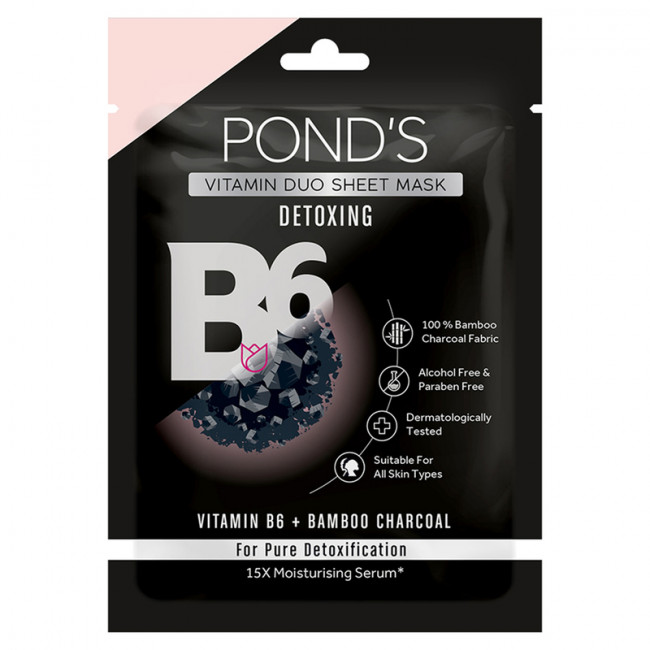 POND'S
VITAMIN DUO SHEET MASK
DETOXING
B6
100 % Bamboo
Charcoal Fabric
Alcohol Free &
Paraben Free
Dermatologically
Tested
Suitable For
All Skin Types
VITAMIN B6 + BAMBOO CHARCOAL
For Pure Detoxification
15X Moisturising Serum*